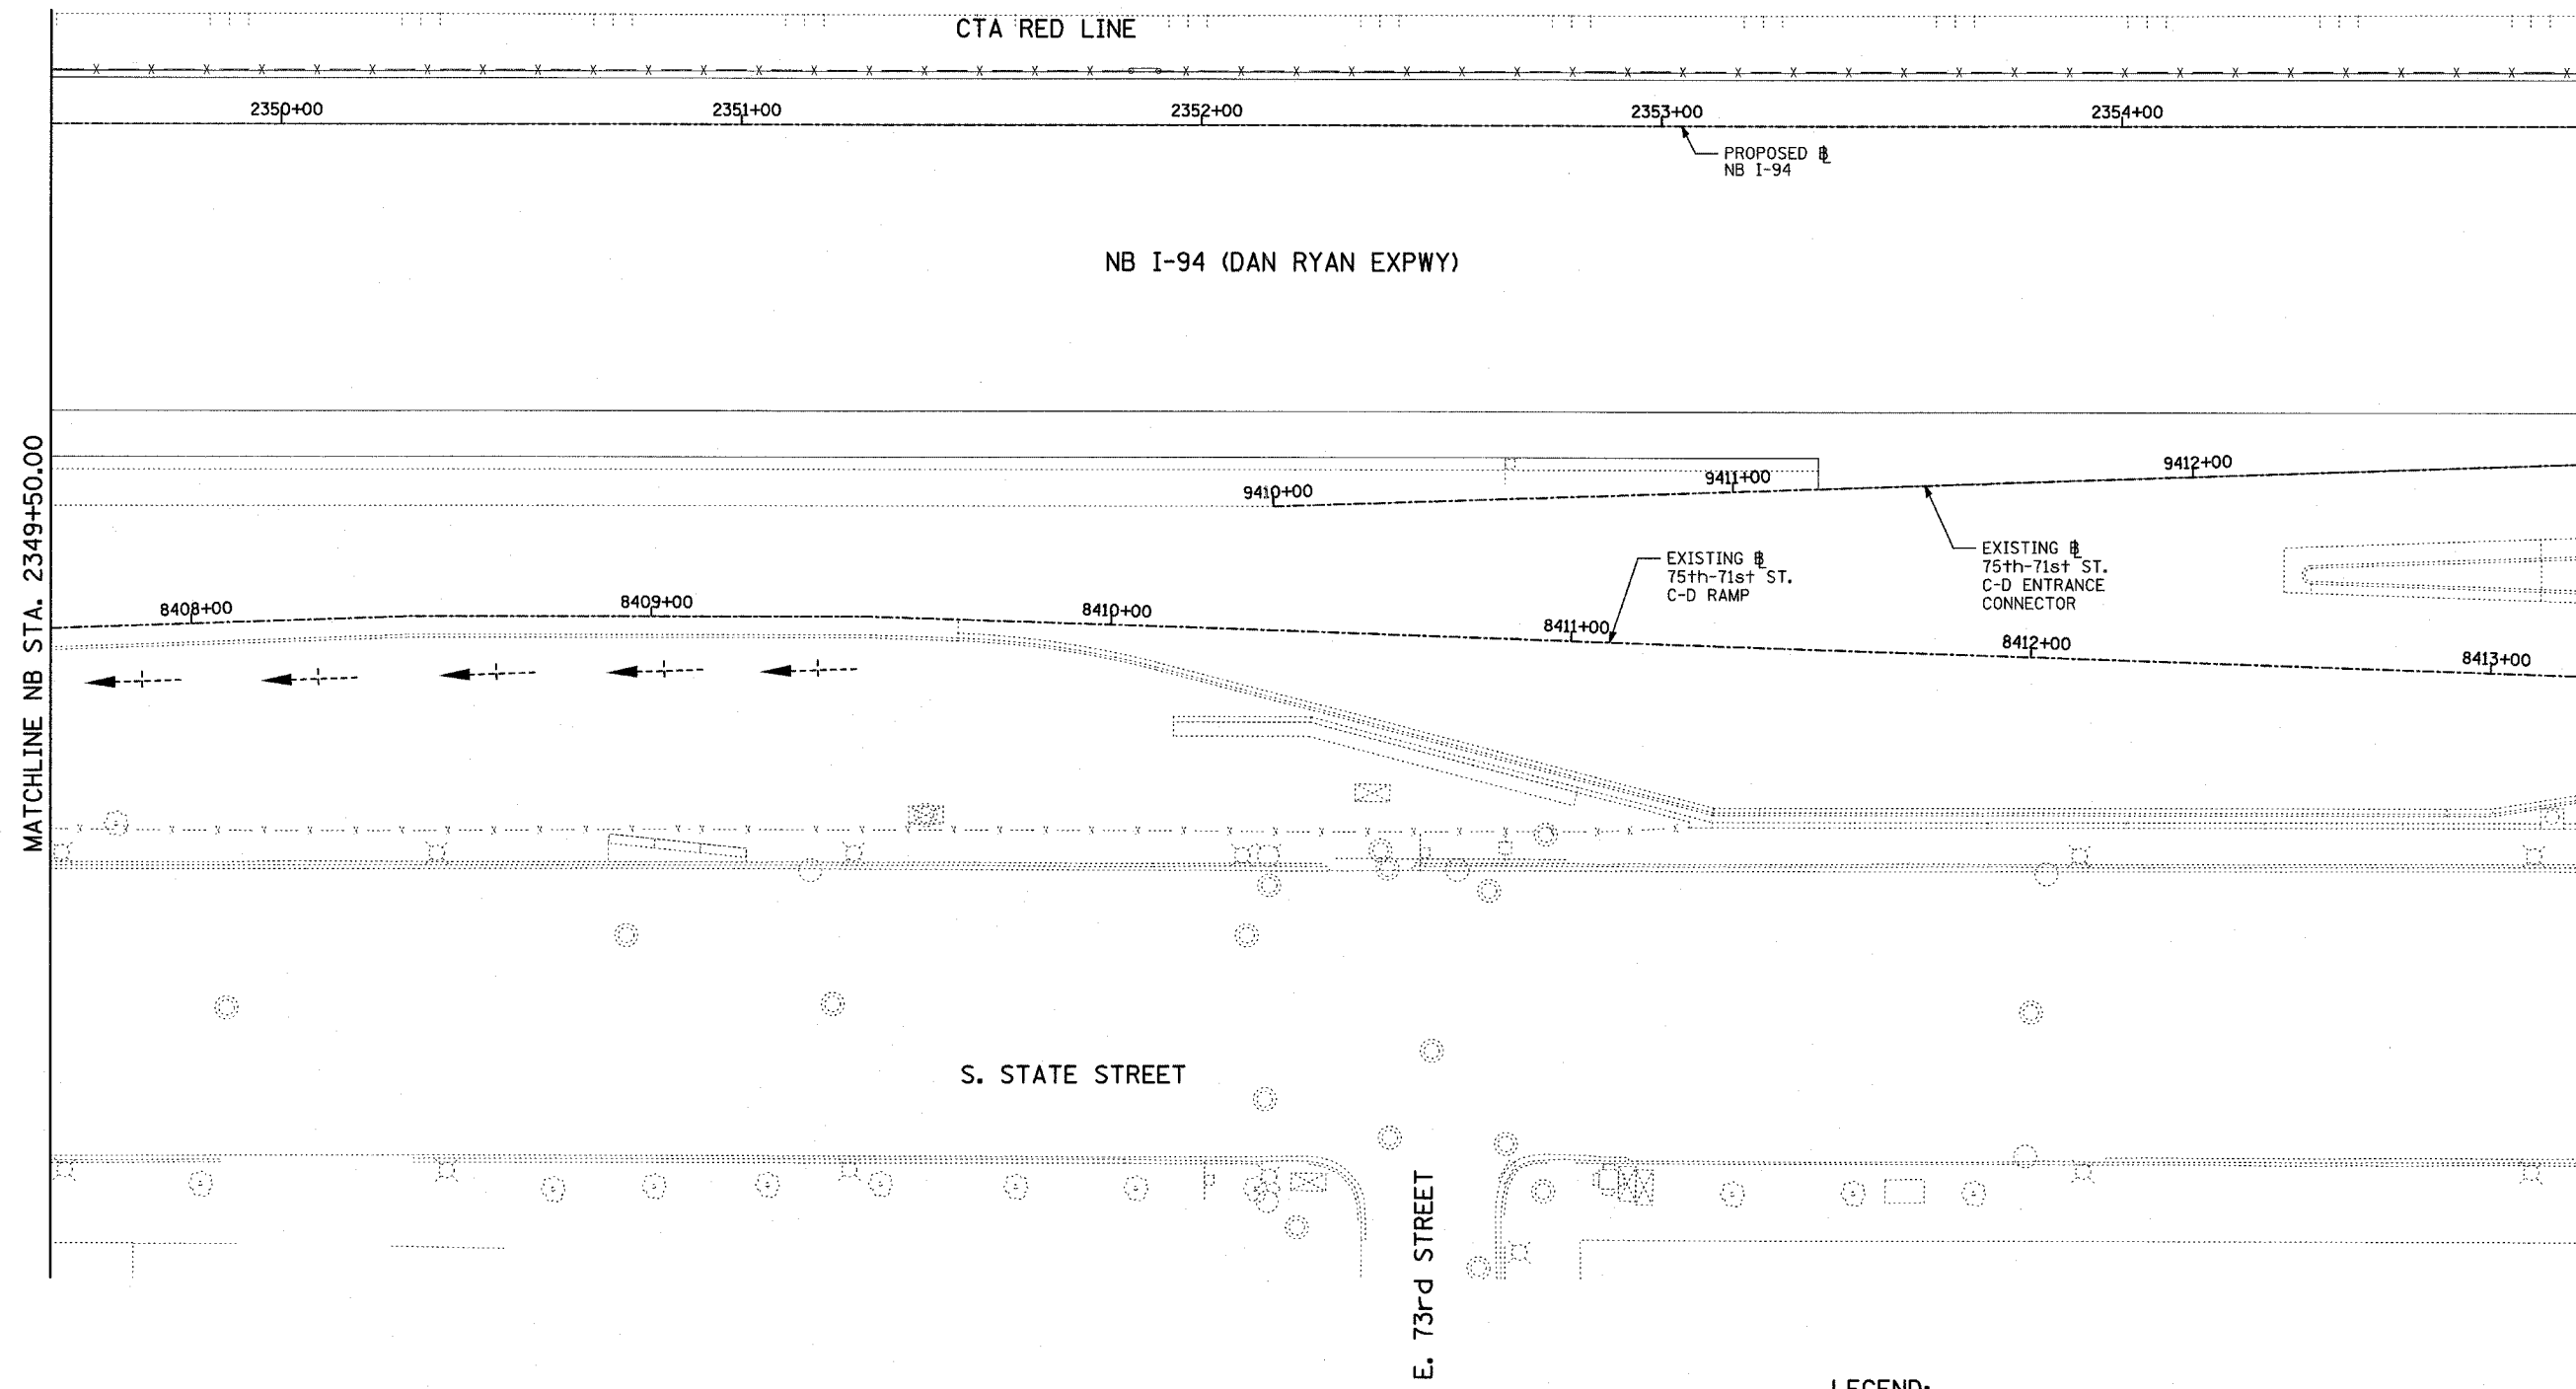 CTA RED LINE
2350+00
2351+00
2352+00
2353+00
2354+00
PROPOSED ℄
NB I-94
NB I-94 (DAN RYAN EXPWY)
MATCHLINE NB STA. 2349+50.00
9410+00
9411+00
9412+00
EXISTING ℄
75th-71st ST.
C-D RAMP
EXISTING ℄
75th-71st ST.
C-D ENTRANCE
CONNECTOR
8408+00
8409+00
8410+00
8411+00
8412+00
8413+00
S. STATE STREET
E. 73rd STREET
LEGEND: